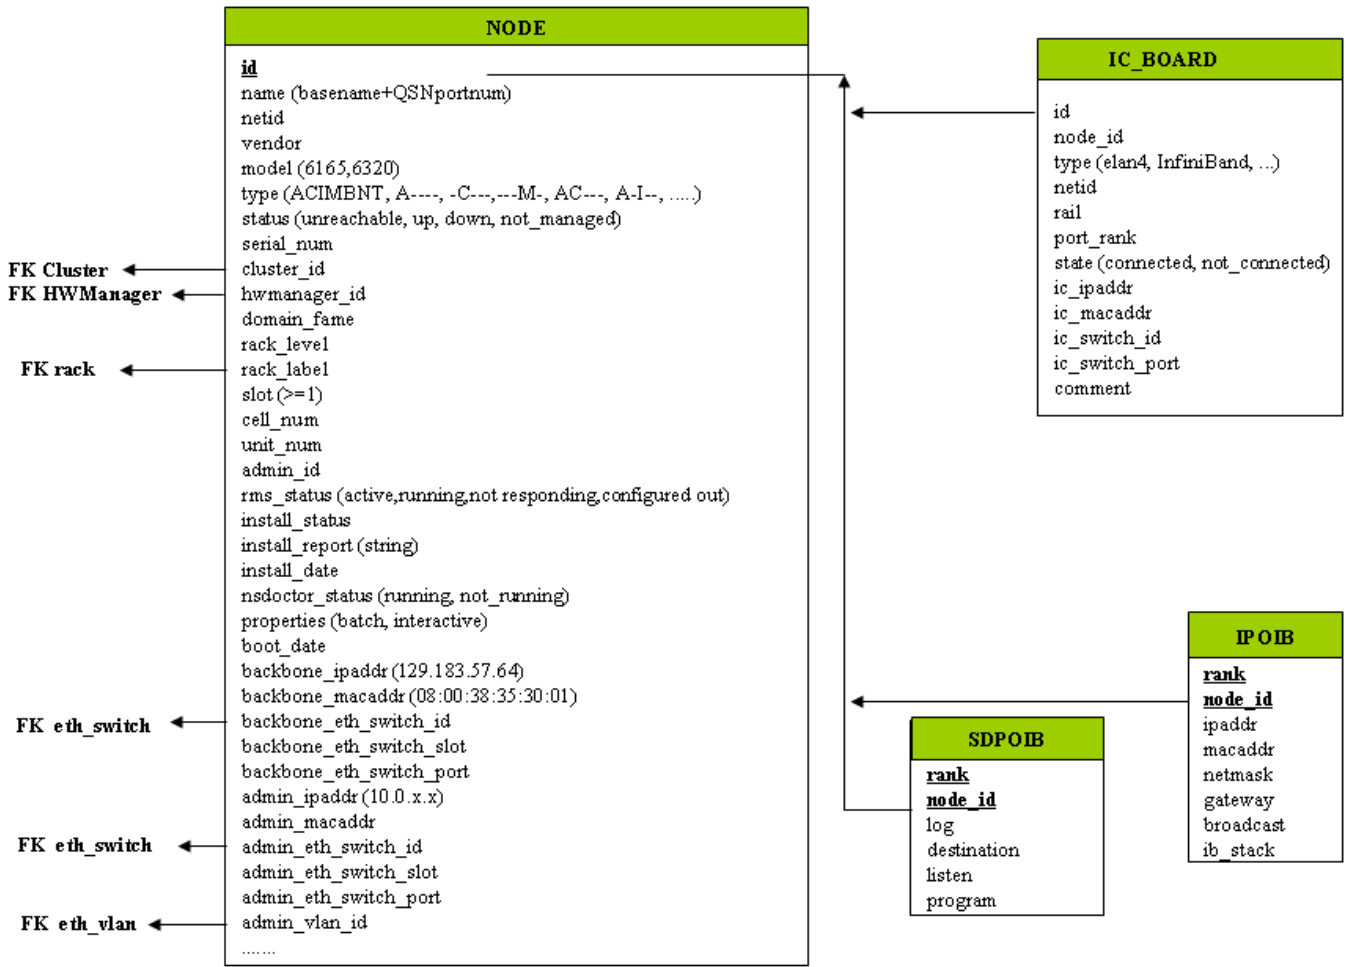 NODE
id
name (basename+QSNportnum)
netid
vendor
model (6165,6320)
type (ACIMBNT, A----, -C---,---M-, AC---, A-I--, .....)
status (unreachable, up, down, not_managed)
serial_num
FK Cluster
cluster_id
FK HWManager
hwmanager_id
domain_fame
rack_level
FK rack
rack_label
slot (>=1)
cell_num
unit_num
admin_id
rms_status (active,running,not responding,configured out)
install_status
install_report (string)
install_date
nsdoctor_status (running, not_running)
properties (batch, interactive)
boot_date
backbone_ipaddr (129.183.57.64)
backbone_macaddr (08:00:38:35:30:01)
FK eth_switch
backbone_eth_switch_id
backbone_eth_switch_slot
backbone_eth_switch_port
admin_ipaddr (10.0.x.x)
admin_macaddr
FK eth_switch
admin_eth_switch_id
admin_eth_switch_slot
admin_eth_switch_port
FK eth_vlan
admin_vlan_id
.......
IC_BOARD
id
node_id
type (elan4, InfiniBand, ...)
netid
rail
port_rank
state (connected, not_connected)
ic_ipaddr
ic_macaddr
ic_switch_id
ic_switch_port
comment
IPOIB
rank
node_id
ipaddr
macaddr
netmask
gateway
broadcast
ib_stack
SDPOIB
rank
node_id
log
destination
listen
program